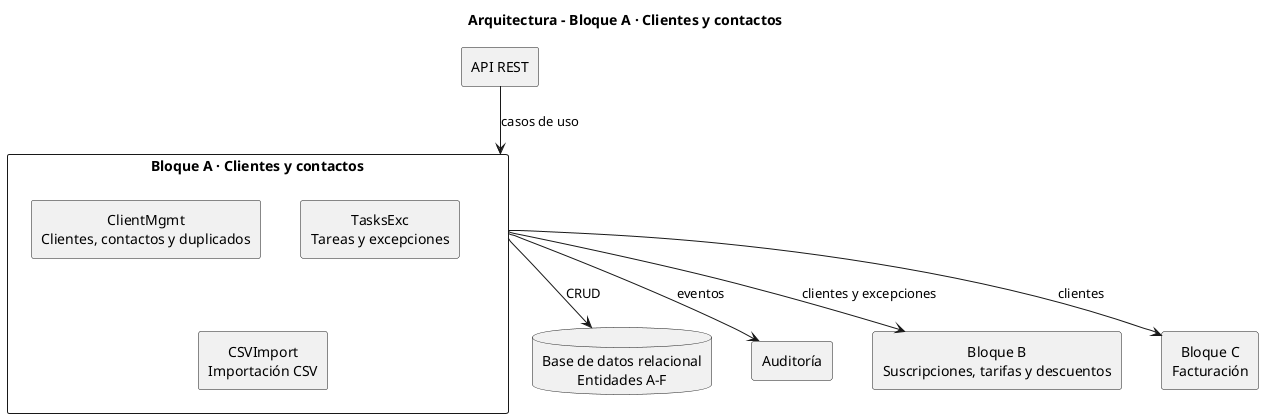 Arquitectura - Bloque A · Clientes y contactos
API REST
casos de uso
Bloque A · Clientes y contactos
ClientMgmt
Clientes, contactos y duplicados
TasksExc
Tareas y excepciones
CSVImport
Importación CSV
CRUD
eventos
clientes y excepciones
clientes
Base de datos relacional
Entidades A-F
Auditoría
Bloque B
Suscripciones, tarifas y descuentos
Bloque C
Facturación